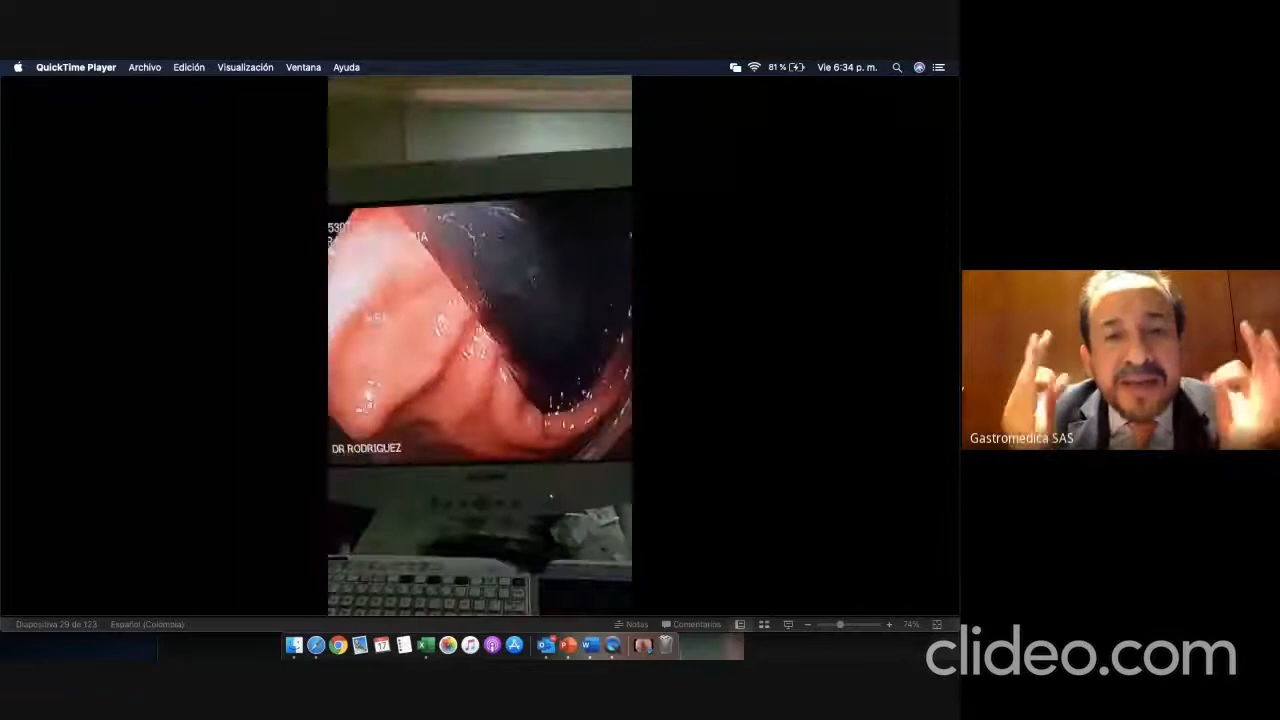 QuickTime Player Archivo Edición Visualización Ventana Ayuda 81 % Vie 6:34 p. m.
DR RODRIGUEZ
Gastromedica SAS
Diapositiva 29 de 123 Español (Colombia) Notas Comentarios 74%
17
clideo.com